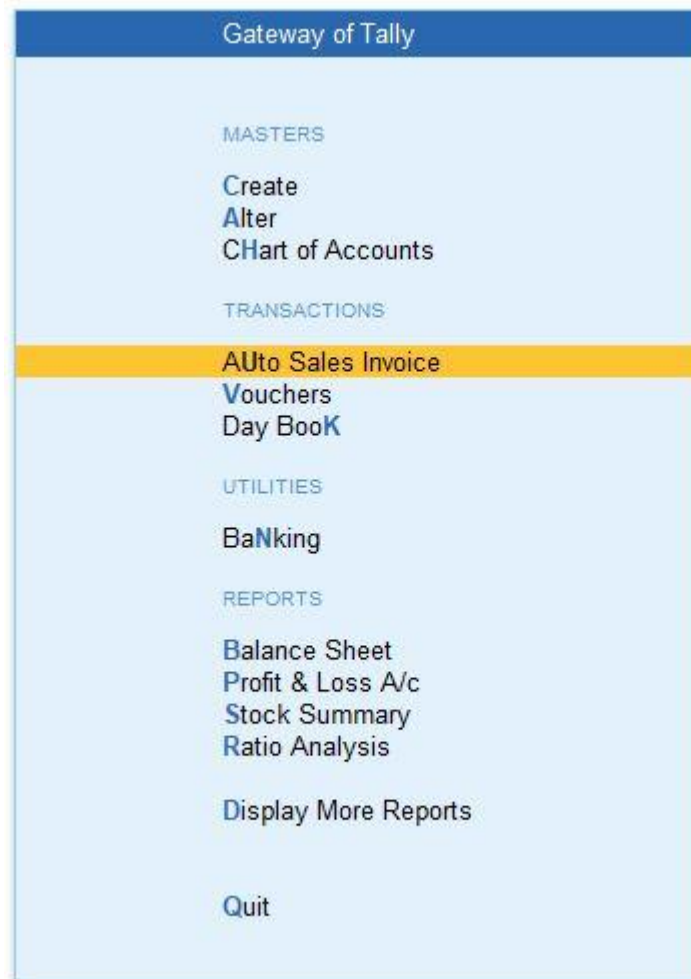 Gateway of Tally
MASTERS
Create
Alter
CHart of Accounts
TRANSACTIONS
AUto Sales Invoice
Vouchers
Day BooK
UTILITIES
BaNking
REPORTS
Balance Sheet
Profit & Loss A/c
Stock Summary
Ratio Analysis
Display More Reports
Quit